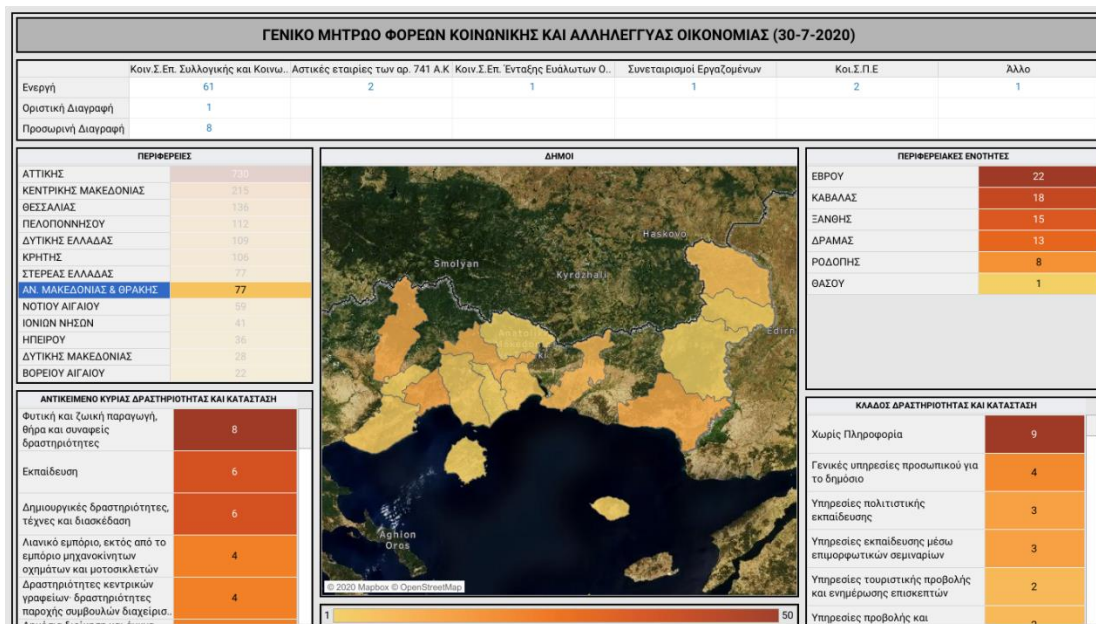 ΓΕΝΙΚΟ ΜΗΤΡΩΟ ΦΟΡΕΩΝ ΚΟΙΝΩΝΙΚΗΣ ΚΑΙ ΑΛΛΗΛΕΓΓΥΑΣ ΟΙΚΟΝΟΜΙΑΣ (30-7-2020)
Κοιν.Σ.Επ. Συλλογικής και Κοινω.. Αστικές εταιρίες των αρ. 741 Α.Κ Κοιν.Σ.Επ. Ένταξης Ευάλωτων Ο.. Συνεταιρισμοί Εργαζομένων Κοι.Σ.Π.Ε Άλλο
Ενεργή 61 2 1 1 2 1
Οριστική Διαγραφή 1
Προσωρινή Διαγραφή 8
ΠΕΡΙΦΕΡΕΙΕΣ
ΑΤΤΙΚΗΣ 730
ΚΕΝΤΡΙΚΗΣ ΜΑΚΕΔΟΝΙΑΣ 215
ΘΕΣΣΑΛΙΑΣ 136
ΠΕΛΟΠΟΝΝΗΣΟΥ 112
ΔΥΤΙΚΗΣ ΕΛΛΑΔΑΣ 109
ΚΡΗΤΗΣ 106
ΣΤΕΡΕΑΣ ΕΛΛΑΔΑΣ 77
ΑΝ. ΜΑΚΕΔΟΝΙΑΣ & ΘΡΑΚΗΣ 77
ΝΟΤΙΟΥ ΑΙΓΑΙΟΥ 59
ΙΟΝΙΩΝ ΝΗΣΩΝ 41
ΗΠΕΙΡΟΥ 36
ΔΥΤΙΚΗΣ ΜΑΚΕΔΟΝΙΑΣ 28
ΒΟΡΕΙΟΥ ΑΙΓΑΙΟΥ 22
ΔΗΜΟΙ
Haskovo
Smolyan
Kyrdzhali
Edirn
Aghion
Oros
© 2020 Mapbox © OpenStreetMap
1 50
ΠΕΡΙΦΕΡΕΙΑΚΕΣ ΕΝΟΤΗΤΕΣ
ΕΒΡΟΥ 22
ΚΑΒΑΛΑΣ 18
ΞΑΝΘΗΣ 15
ΔΡΑΜΑΣ 13
ΡΟΔΟΠΗΣ 8
ΘΑΣΟΥ 1
ΑΝΤΙΚΕΙΜΕΝΟ ΚΥΡΙΑΣ ΔΡΑΣΤΗΡΙΟΤΗΤΑΣ ΚΑΙ ΚΑΤΑΣΤΑΣΗ
Φυτική και ζωική παραγωγή,
θήρα και συναφείς
δραστηριότητες
8
Εκπαίδευση 6
Δημιουργικές δραστηριότητες,
τέχνες και διασκέδαση
6
Λιανικό εμπόριο, εκτός από το
εμπόριο μηχανοκίνητων
οχημάτων και μοτοσικλετών
4
Δραστηριότητες κεντρικών
γραφείων· δραστηριότητες
παροχής συμβουλών διαχείρισ..
4
ΚΛΑΔΟΣ ΔΡΑΣΤΗΡΙΟΤΗΤΑΣ ΚΑΙ ΚΑΤΑΣΤΑΣΗ
Χωρίς Πληροφορία 9
Γενικές υπηρεσίες προσωπικού για
το δημόσιο
4
Υπηρεσίες πολιτιστικής
εκπαίδευσης
3
Υπηρεσίες εκπαίδευσης μέσω
επιμορφωτικών σεμιναρίων
3
Υπηρεσίες τουριστικής προβολής
και ενημέρωσης επισκεπτών
2
Υπηρεσίες προβολής και